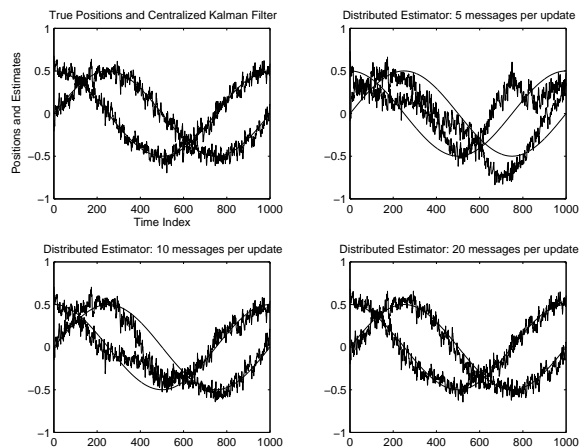 True Positions and Centralized Kalman Filter
1
0.5
0
−0.5
−1
0 200 400 600 800 1000
Time Index
Positions and Estimates
Distributed Estimator: 5 messages per update
1
0.5
0
−0.5
−1
0 200 400 600 800 1000
Distributed Estimator: 10 messages per update
1
0.5
0
−0.5
−1
0 200 400 600 800 1000
Distributed Estimator: 20 messages per update
1
0.5
0
−0.5
−1
0 200 400 600 800 1000